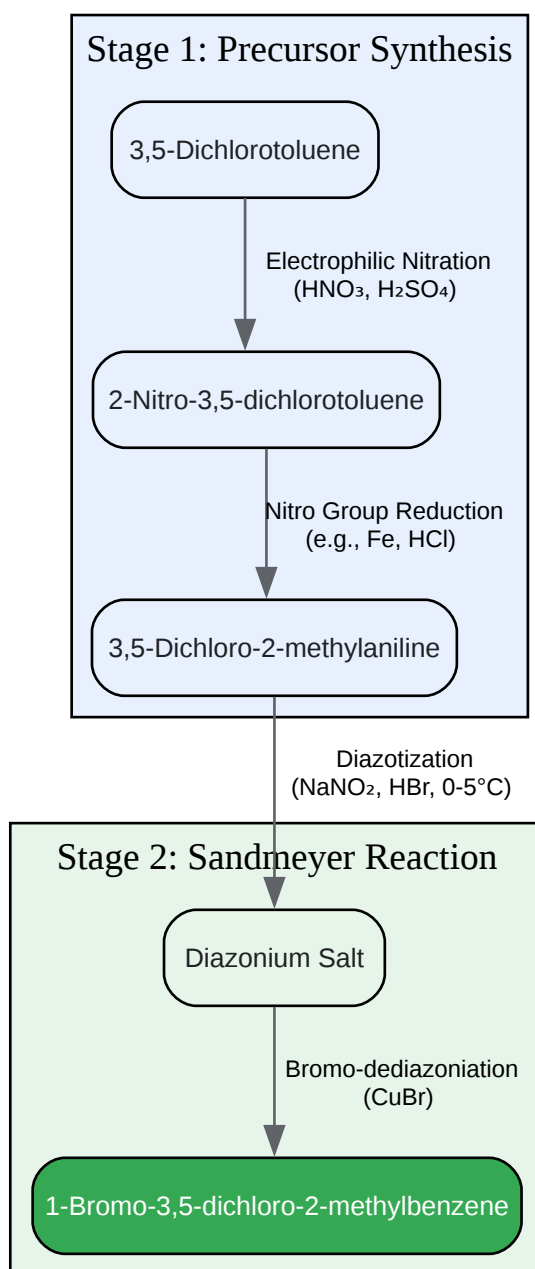 Stage 1: Precursor Synthesis
3,5-Dichlorotoluene
Electrophilic Nitration
(HNO₃, H₂SO₄)
2-Nitro-3,5-dichlorotoluene
Nitro Group Reduction
(e.g., Fe, HCl)
3,5-Dichloro-2-methylaniline
Diazotization
(NaNO₂, HBr, 0-5°C)
Stage 2: Sandmeyer Reaction
Diazonium Salt
Bromo-dediazoniation
(CuBr)
1-Bromo-3,5-dichloro-2-methylbenzene